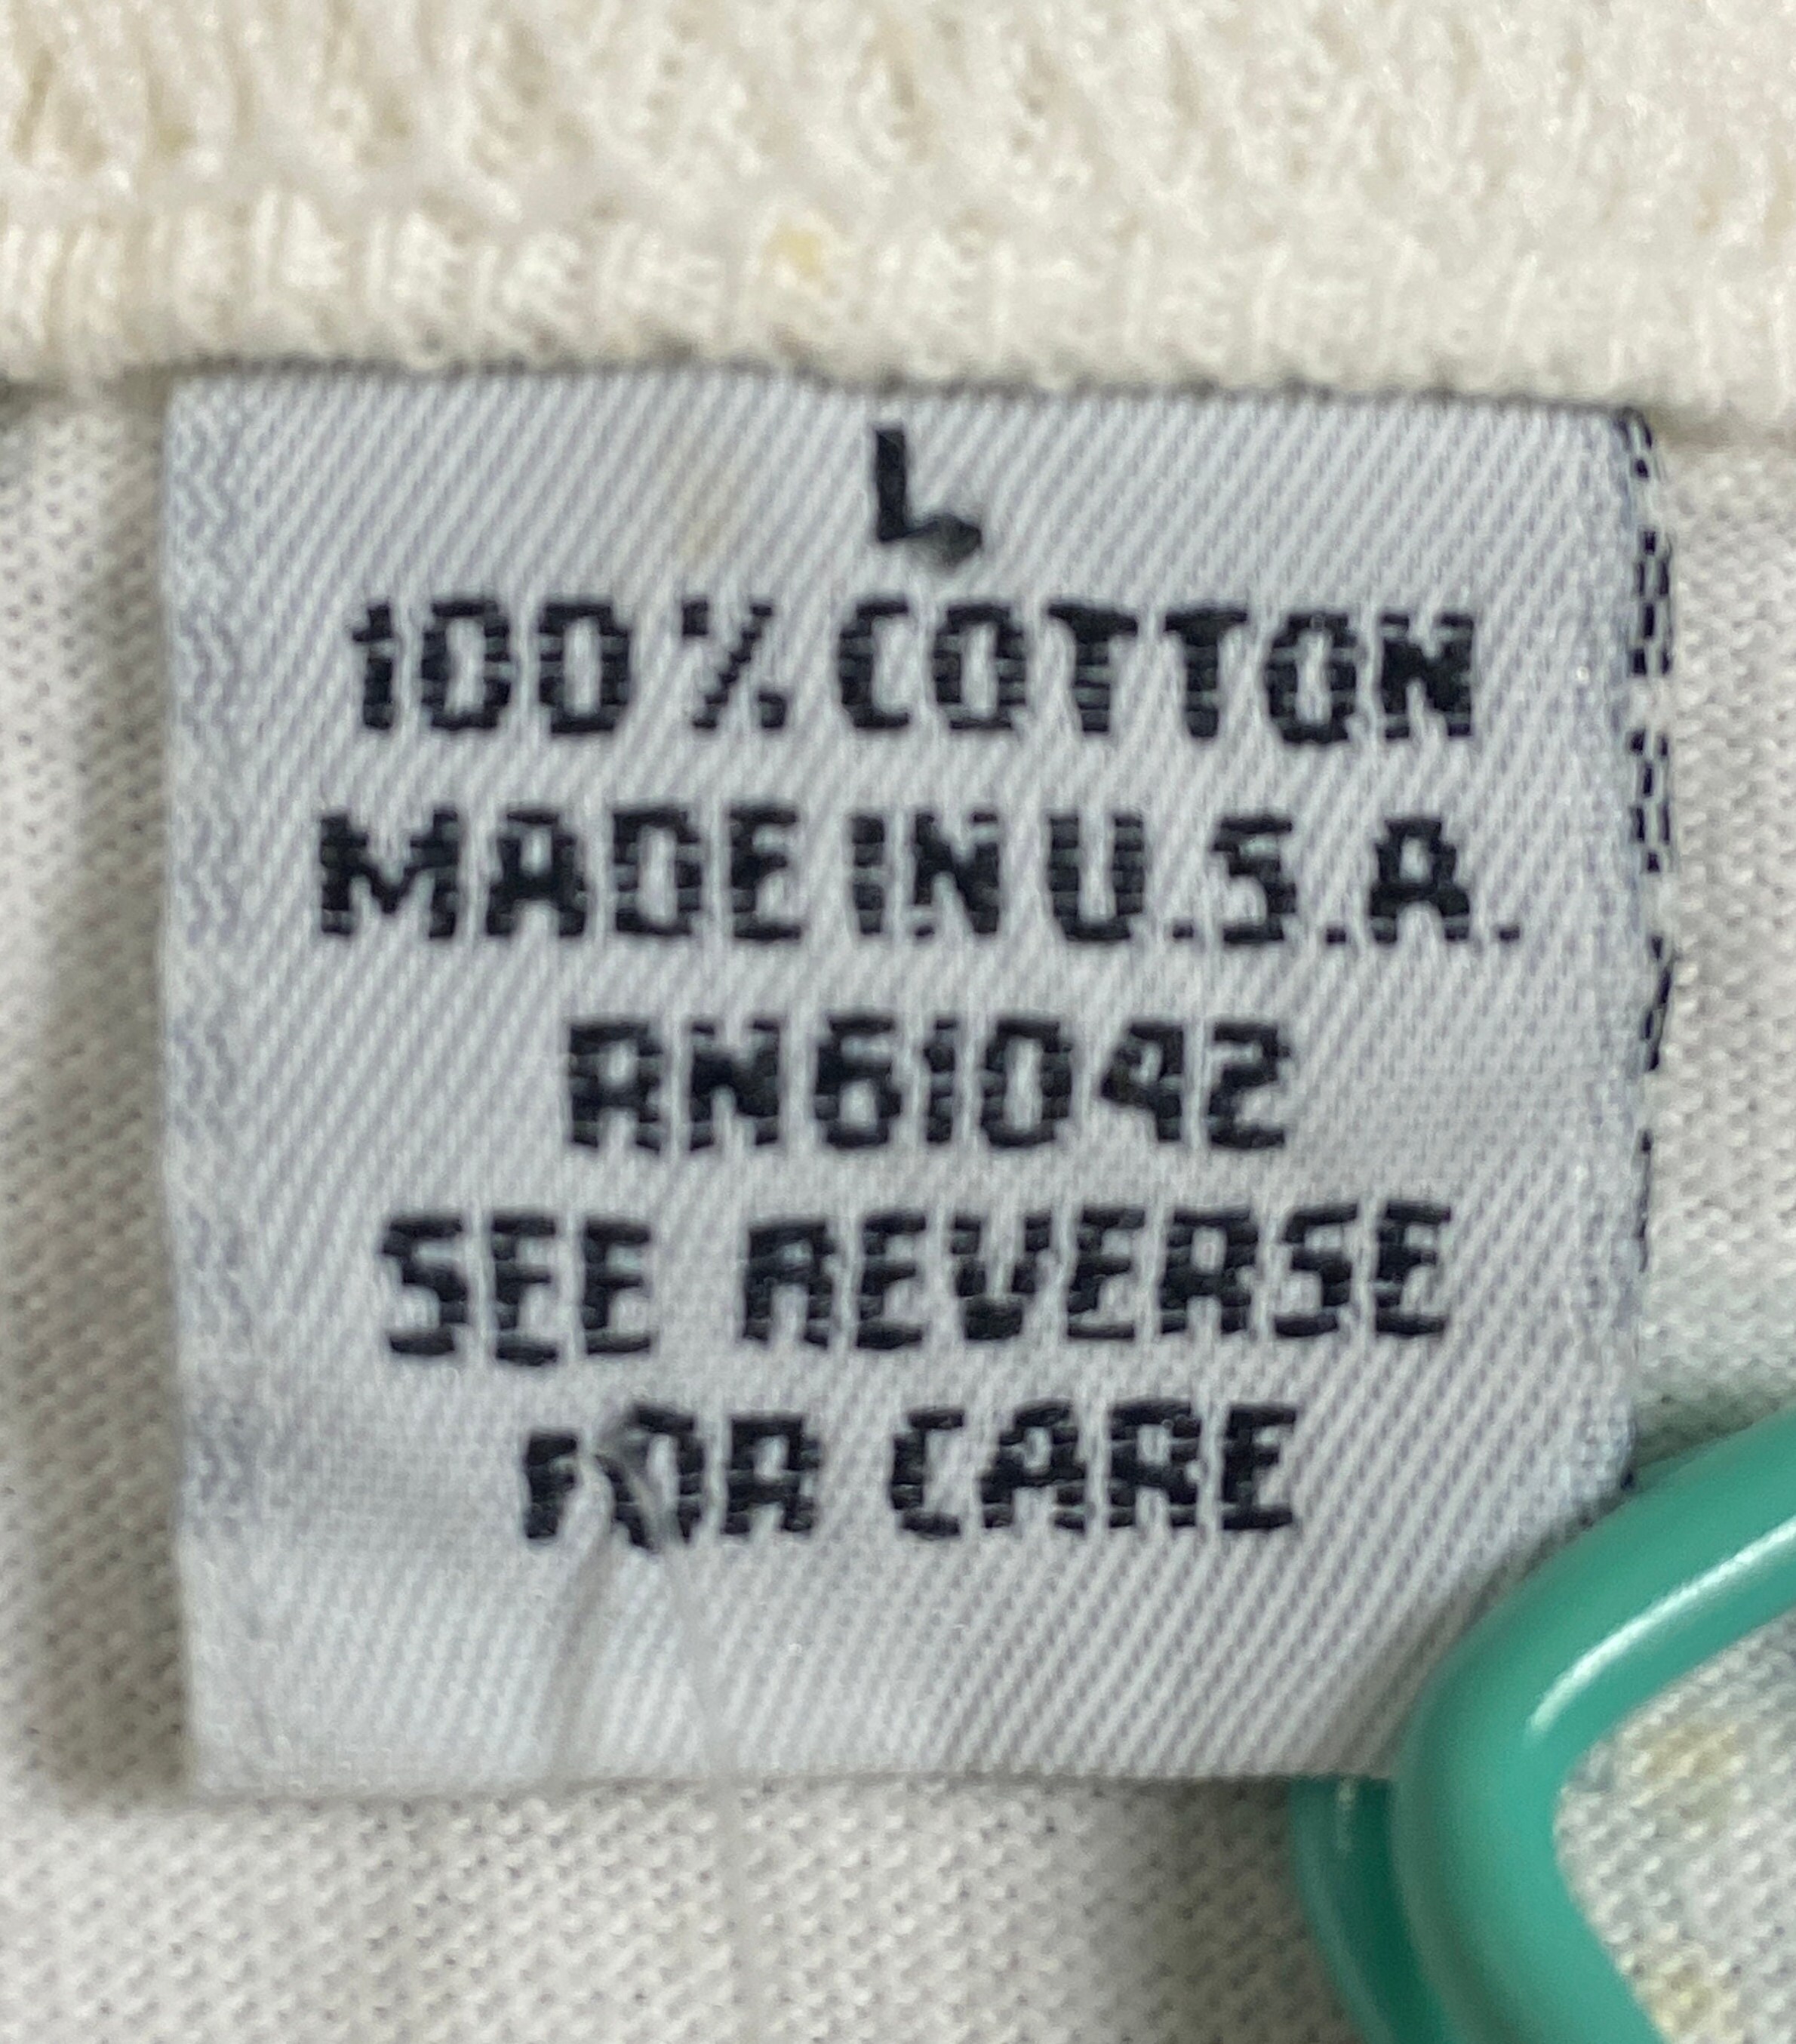 L
100% COTTON
MADE IN U.S.A.
RN61042
SEE REVERSE
FOR CARE